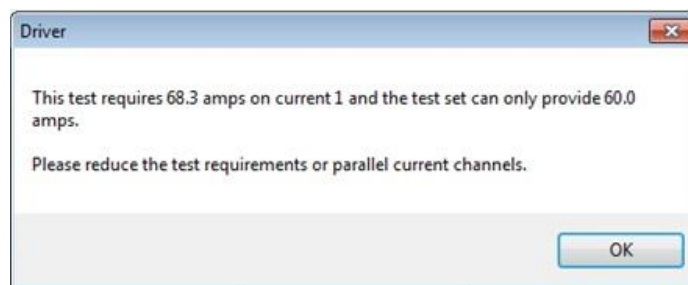 Driver
This test requires 68.3 amps on current 1 and the test set can only provide 60.0
amps.
Please reduce the test requirements or parallel current channels.
OK